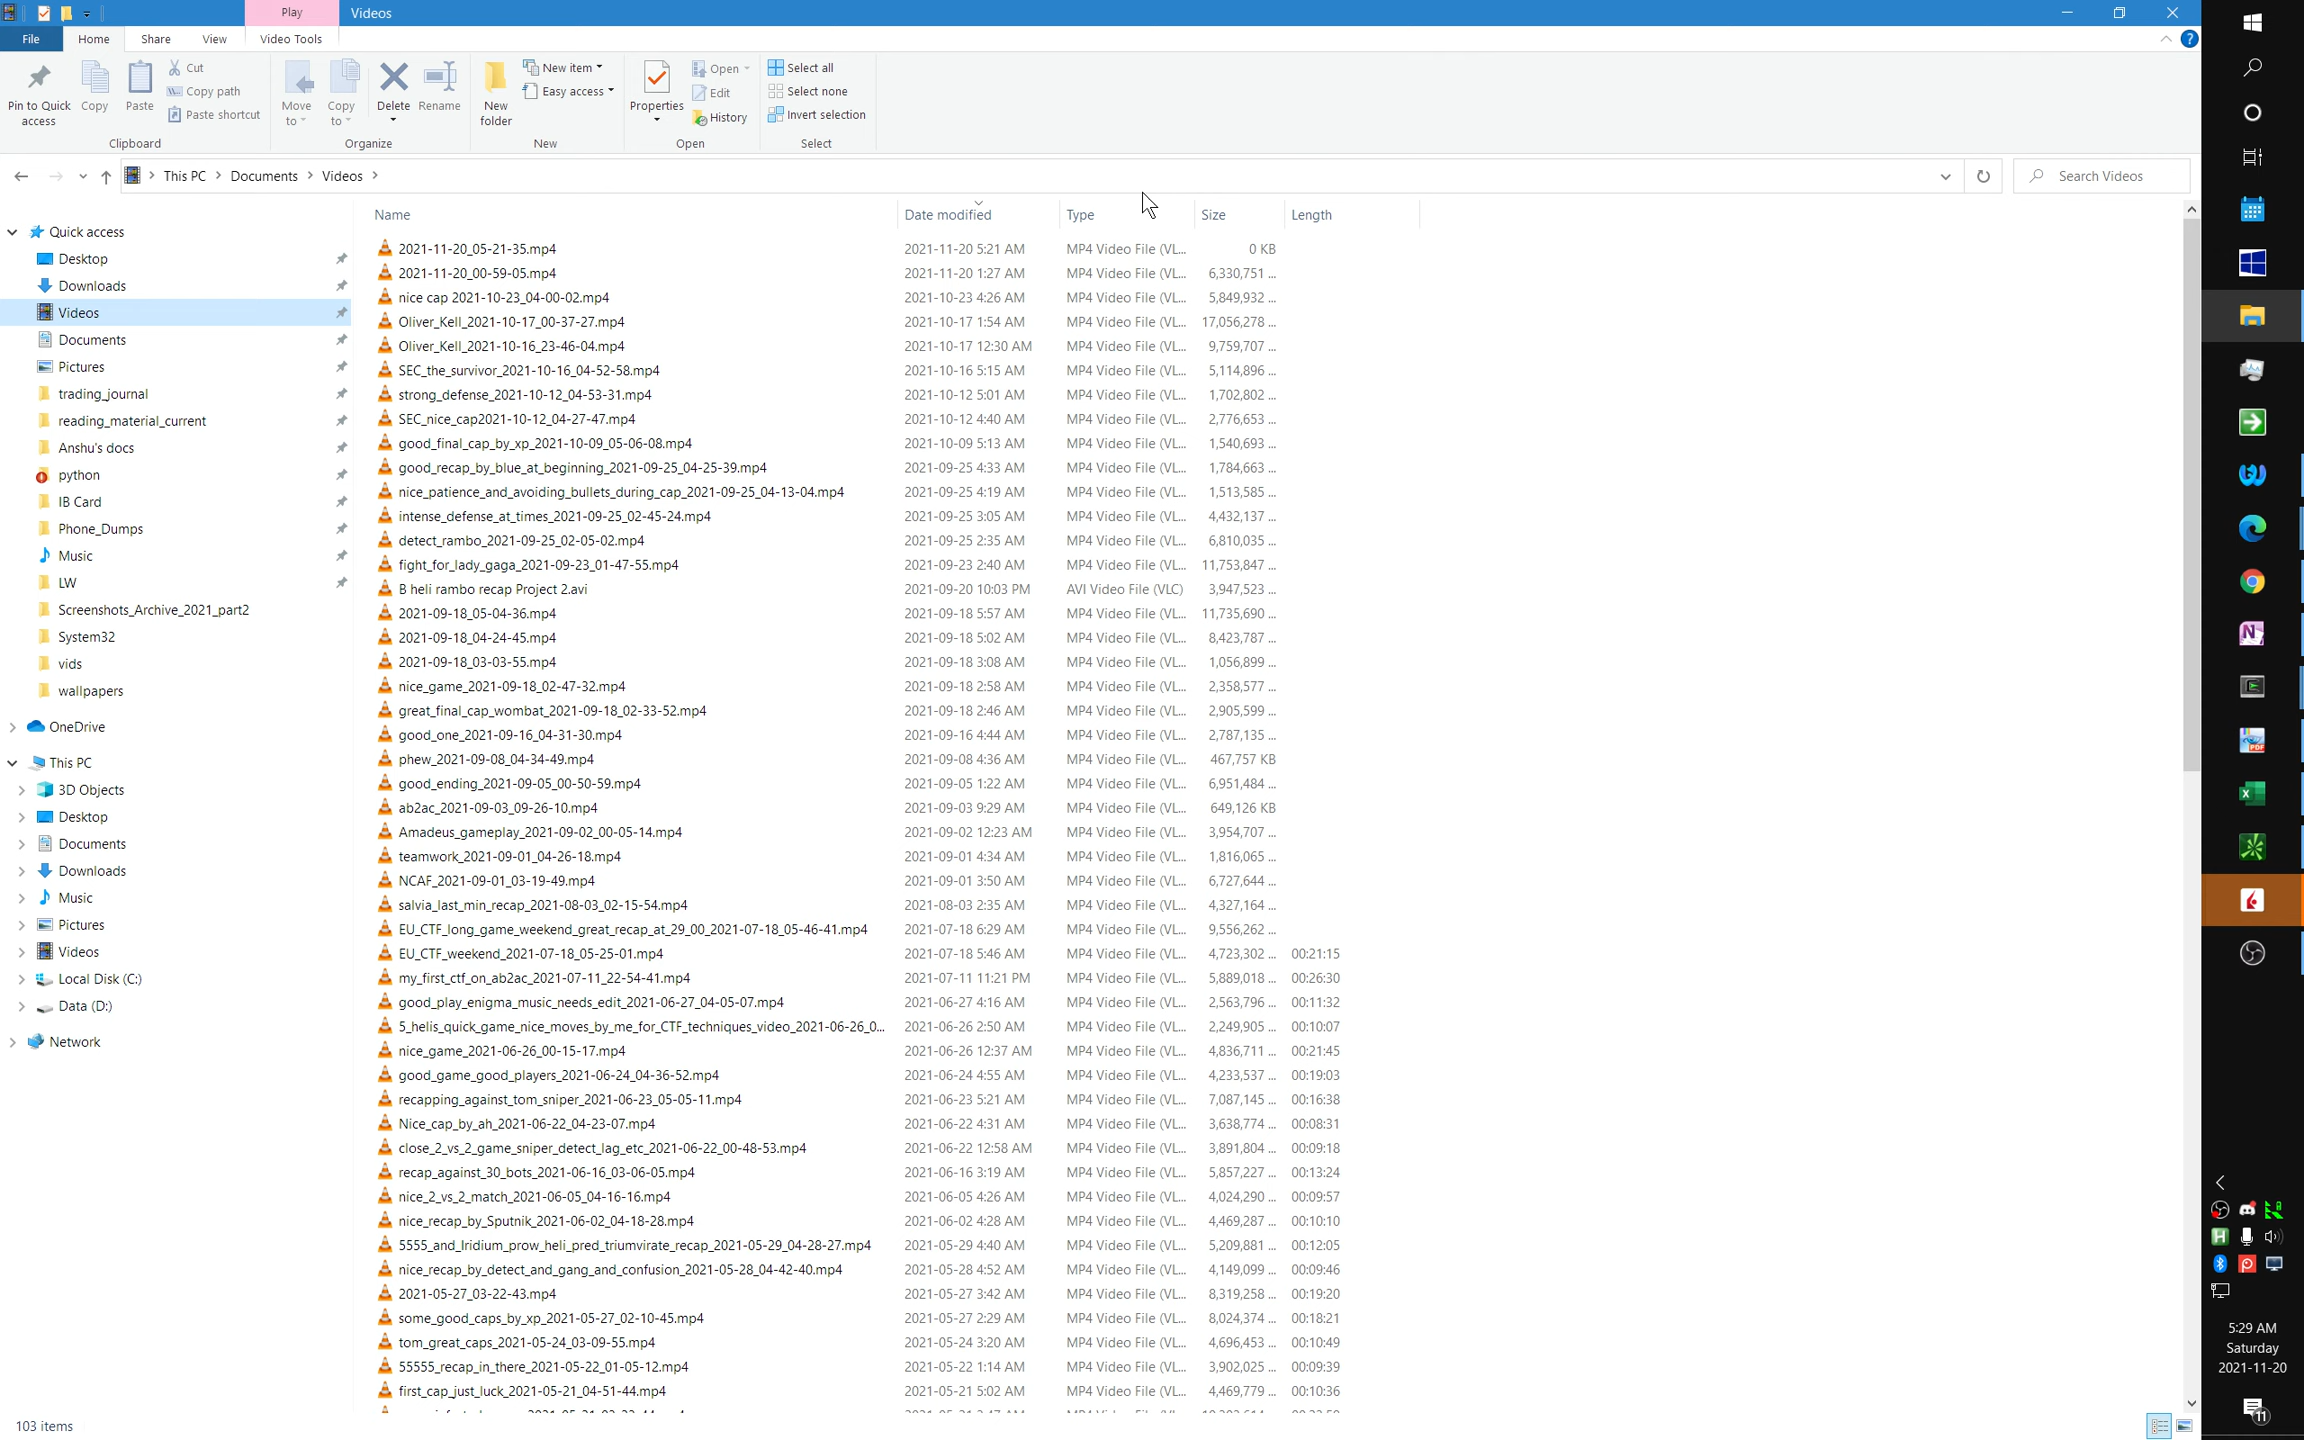 Play Videos
File Home Share View Video Tools
Pin to Quick access Copy Paste Cut Copy path Paste shortcut Move to Copy to Delete Rename New folder New item Easy access Properties Open Edit History Select all Select none Invert selection
Clipboard Organize New Open Select
This PC Documents Videos Search Videos
Name Date modified Type Size Length
Quick access
Desktop
Downloads
Videos
Documents
Pictures
trading_journal
reading_material_current
Anshu's docs
python
IB Card
Phone_Dumps
Music
LW
Screenshots_Archive_2021_part2
System32
vids
wallpapers
OneDrive
This PC
3D Objects
Desktop
Documents
Downloads
Music
Pictures
Videos
Local Disk (C:)
Data (D:)
Network
2021-11-20_05-21-35.mp4 2021-11-20 5:21 AM MP4 Video File (VL... 0 KB
2021-11-20_00-59-05.mp4 2021-11-20 1:27 AM MP4 Video File (VL... 6,330,751 ...
nice cap 2021-10-23_04-00-02.mp4 2021-10-23 4:26 AM MP4 Video File (VL... 5,849,932 ...
Oliver_Kell_2021-10-17_00-37-27.mp4 2021-10-17 1:54 AM MP4 Video File (VL... 17,056,278 ...
Oliver_Kell_2021-10-16_23-46-04.mp4 2021-10-17 12:30 AM MP4 Video File (VL... 9,759,707 ...
SEC_the_survivor_2021-10-16_04-52-58.mp4 2021-10-16 5:15 AM MP4 Video File (VL... 5,114,896 ...
strong_defense_2021-10-12_04-53-31.mp4 2021-10-12 5:01 AM MP4 Video File (VL... 1,702,802 ...
SEC_nice_cap2021-10-12_04-27-47.mp4 2021-10-12 4:40 AM MP4 Video File (VL... 2,776,653 ...
good_final_cap_by_xp_2021-10-09_05-06-08.mp4 2021-10-09 5:13 AM MP4 Video File (VL... 1,540,693 ...
good_recap_by_blue_at_beginning_2021-09-25_04-25-39.mp4 2021-09-25 4:33 AM MP4 Video File (VL... 1,784,663 ...
nice_patience_and_avoiding_bullets_during_cap_2021-09-25_04-13-04.mp4 2021-09-25 4:19 AM MP4 Video File (VL... 1,513,585 ...
intense_defense_at_times_2021-09-25_02-45-24.mp4 2021-09-25 3:05 AM MP4 Video File (VL... 4,432,137 ...
detect_rambo_2021-09-25_02-05-02.mp4 2021-09-25 2:35 AM MP4 Video File (VL... 6,810,035 ...
fight_for_lady_gaga_2021-09-23_01-47-55.mp4 2021-09-23 2:40 AM MP4 Video File (VL... 11,753,847 ...
B heli rambo recap Project 2.avi 2021-09-20 10:03 PM AVI Video File (VLC) 3,947,523 ...
2021-09-18_05-04-36.mp4 2021-09-18 5:57 AM MP4 Video File (VL... 11,735,690 ...
2021-09-18_04-24-45.mp4 2021-09-18 5:02 AM MP4 Video File (VL... 8,423,787 ...
2021-09-18_03-03-55.mp4 2021-09-18 3:08 AM MP4 Video File (VL... 1,056,899 ...
nice_game_2021-09-18_02-47-32.mp4 2021-09-18 2:58 AM MP4 Video File (VL... 2,358,577 ...
great_final_cap_wombat_2021-09-18_02-33-52.mp4 2021-09-18 2:46 AM MP4 Video File (VL... 2,905,599 ...
good_one_2021-09-16_04-31-30.mp4 2021-09-16 4:44 AM MP4 Video File (VL... 2,787,135 ...
phew_2021-09-08_04-34-49.mp4 2021-09-08 4:36 AM MP4 Video File (VL... 467,757 KB
good_ending_2021-09-05_00-50-59.mp4 2021-09-05 1:22 AM MP4 Video File (VL... 6,951,484 ...
ab2ac_2021-09-03_09-26-10.mp4 2021-09-03 9:29 AM MP4 Video File (VL... 649,126 KB
Amadeus_gameplay_2021-09-02_00-05-14.mp4 2021-09-02 12:23 AM MP4 Video File (VL... 3,954,707 ...
teamwork_2021-09-01_04-26-18.mp4 2021-09-01 4:34 AM MP4 Video File (VL... 1,816,065 ...
NCAF_2021-09-01_03-19-49.mp4 2021-09-01 3:50 AM MP4 Video File (VL... 6,727,644 ...
salvia_last_min_recap_2021-08-03_02-15-54.mp4 2021-08-03 2:35 AM MP4 Video File (VL... 4,327,164 ...
EU_CTF_long_game_weekend_great_recap_at_29_00_2021-07-18_05-46-41.mp4 2021-07-18 6:29 AM MP4 Video File (VL... 9,556,262 ...
EU_CTF_weekend_2021-07-18_05-25-01.mp4 2021-07-18 5:46 AM MP4 Video File (VL... 4,723,302 ... 00:21:15
my_first_ctf_on_ab2ac_2021-07-11_22-54-41.mp4 2021-07-11 11:21 PM MP4 Video File (VL... 5,889,018 ... 00:26:30
good_play_enigma_music_needs_edit_2021-06-27_04-05-07.mp4 2021-06-27 4:16 AM MP4 Video File (VL... 2,563,796 ... 00:11:32
5_helis_quick_game_nice_moves_by_me_for_CTF_techniques_video_2021-06-26_0... 2021-06-26 2:50 AM MP4 Video File (VL... 2,249,905 ... 00:10:07
nice_game_2021-06-26_00-15-17.mp4 2021-06-26 12:37 AM MP4 Video File (VL... 4,836,711 ... 00:21:45
good_game_good_players_2021-06-24_04-36-52.mp4 2021-06-24 4:55 AM MP4 Video File (VL... 4,233,537 ... 00:19:03
recapping_against_tom_sniper_2021-06-23_05-05-11.mp4 2021-06-23 5:21 AM MP4 Video File (VL... 7,087,145 ... 00:16:38
Nice_cap_by_ah_2021-06-22_04-23-07.mp4 2021-06-22 4:31 AM MP4 Video File (VL... 3,638,774 ... 00:08:31
close_2_vs_2_game_sniper_detect_lag_etc_2021-06-22_00-48-53.mp4 2021-06-22 12:58 AM MP4 Video File (VL... 3,891,804 ... 00:09:18
recap_against_30_bots_2021-06-16_03-06-05.mp4 2021-06-16 3:19 AM MP4 Video File (VL... 5,857,227 ... 00:13:24
nice_2_vs_2_match_2021-06-05_04-16-16.mp4 2021-06-05 4:26 AM MP4 Video File (VL... 4,024,290 ... 00:09:57
nice_recap_by_Sputnik_2021-06-02_04-18-28.mp4 2021-06-02 4:28 AM MP4 Video File (VL... 4,469,287 ... 00:10:10
5555_and_Iridium_prow_heli_pred_triumvirate_recap_2021-05-29_04-28-27.mp4 2021-05-29 4:40 AM MP4 Video File (VL... 5,209,881 ... 00:12:05
nice_recap_by_detect_and_gang_and_confusion_2021-05-28_04-42-40.mp4 2021-05-28 4:52 AM MP4 Video File (VL... 4,149,099 ... 00:09:46
2021-05-27_03-22-43.mp4 2021-05-27 3:42 AM MP4 Video File (VL... 8,319,258 ... 00:19:20
some_good_caps_by_xp_2021-05-27_02-10-45.mp4 2021-05-27 2:29 AM MP4 Video File (VL... 8,024,374 ... 00:18:21
tom_great_caps_2021-05-24_03-09-55.mp4 2021-05-24 3:20 AM MP4 Video File (VL... 4,696,453 ... 00:10:49
55555_recap_in_there_2021-05-22_01-05-12.mp4 2021-05-22 1:14 AM MP4 Video File (VL... 3,902,025 ... 00:09:39
first_cap_just_luck_2021-05-21_04-51-44.mp4 2021-05-21 5:02 AM MP4 Video File (VL... 4,469,779 ... 00:10:36
103 items
5:29 AM
Saturday
2021-11-20
11